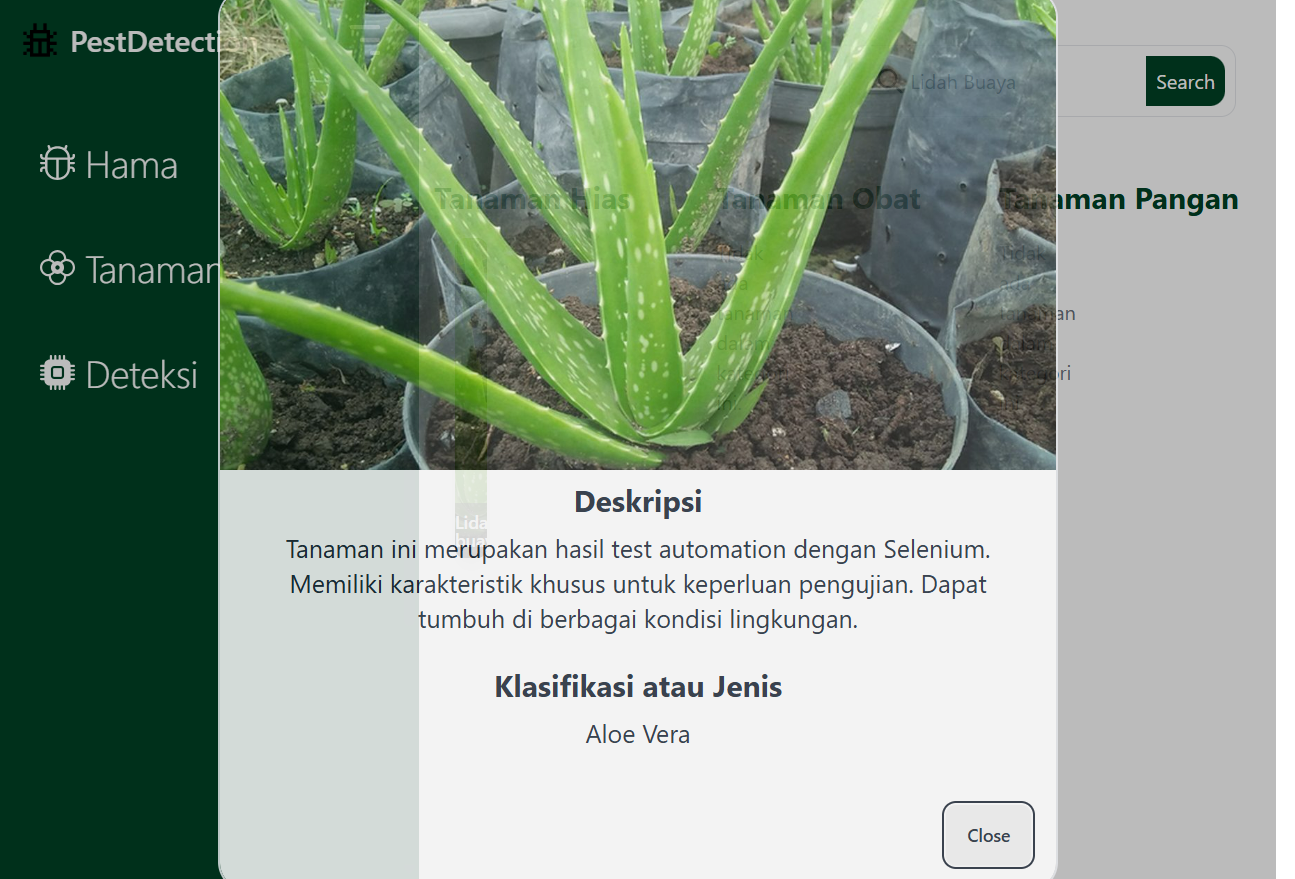 PestDetecti
Lidah Buaya
Search
Hama
Tanaman
Deteksi
Tanaman Hias
Tanaman Obat
Tanaman Pangan
Deskripsi
Tanaman ini merupakan hasil test automation dengan Selenium.
Memiliki karakteristik khusus untuk keperluan pengujian. Dapat
tumbuh di berbagai kondisi lingkungan.
Klasifikasi atau Jenis
Aloe Vera
Close